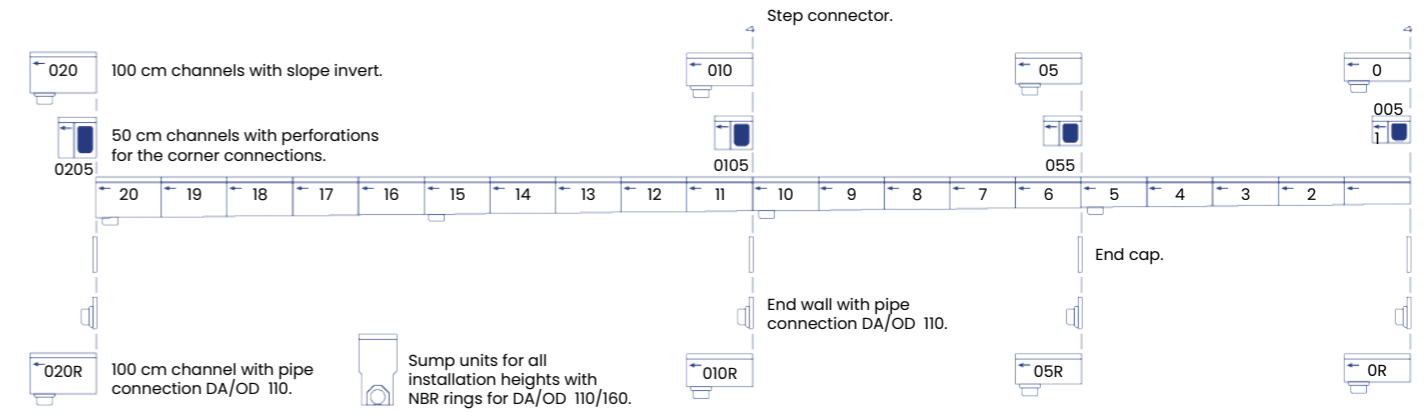 Step connector.
020
100 cm channels with slope invert.
010
05
0
005
1
50 cm channels with perforations
for the corner connections.
0205
0105
055
20 19 18 17 16 15 14 13 12 11 10 9 8 7 6 5 4 3 2
End cap.
End wall with pipe
connection DA/OD 110.
020R
100 cm channel with pipe
connection DA/OD 110.
Sump units for all
installation heights with
NBR rings for DA/OD 110/160.
010R
05R
0R